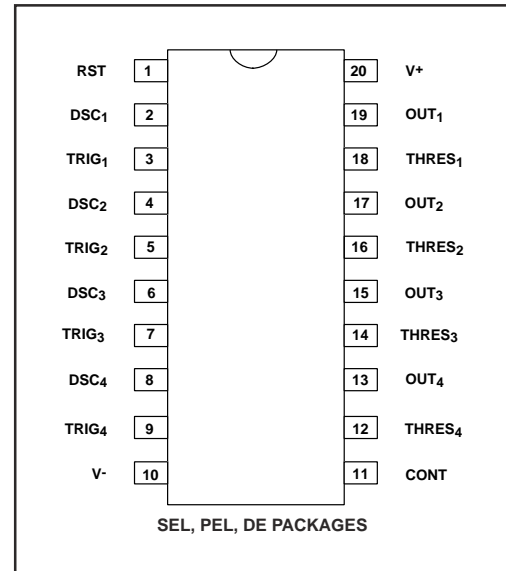 RST 1 20 V+
DSC1 2 19 OUT1
TRIG1 3 18 THRES1
DSC2 4 17 OUT2
TRIG2 5 16 THRES2
DSC3 6 15 OUT3
TRIG3 7 14 THRES3
DSC4 8 13 OUT4
TRIG4 9 12 THRES4
V- 10 11 CONT
SEL, PEL, DE PACKAGES